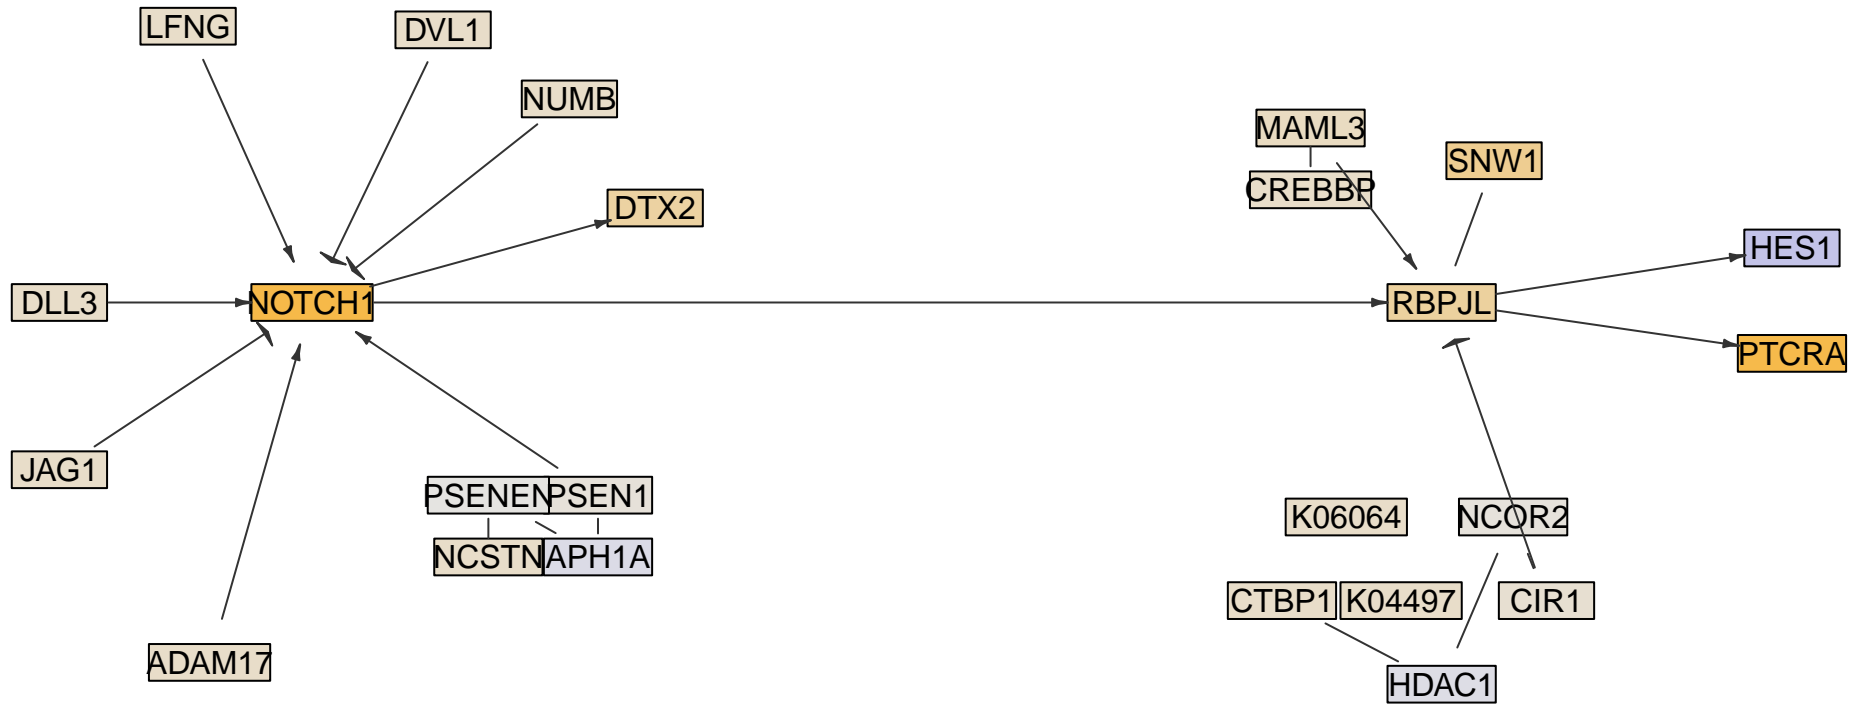 LFNG
DVL1
NUMB
MAML3
SNW1
CREBBP
DTX2
HES1
DLL3
NOTCH1
RBPJL
PTCRA
JAG1
PSENEN
PSEN1
K06064
NCOR2
NCSTN
APH1A
CTBP1
K04497
CIR1
ADAM17
HDAC1